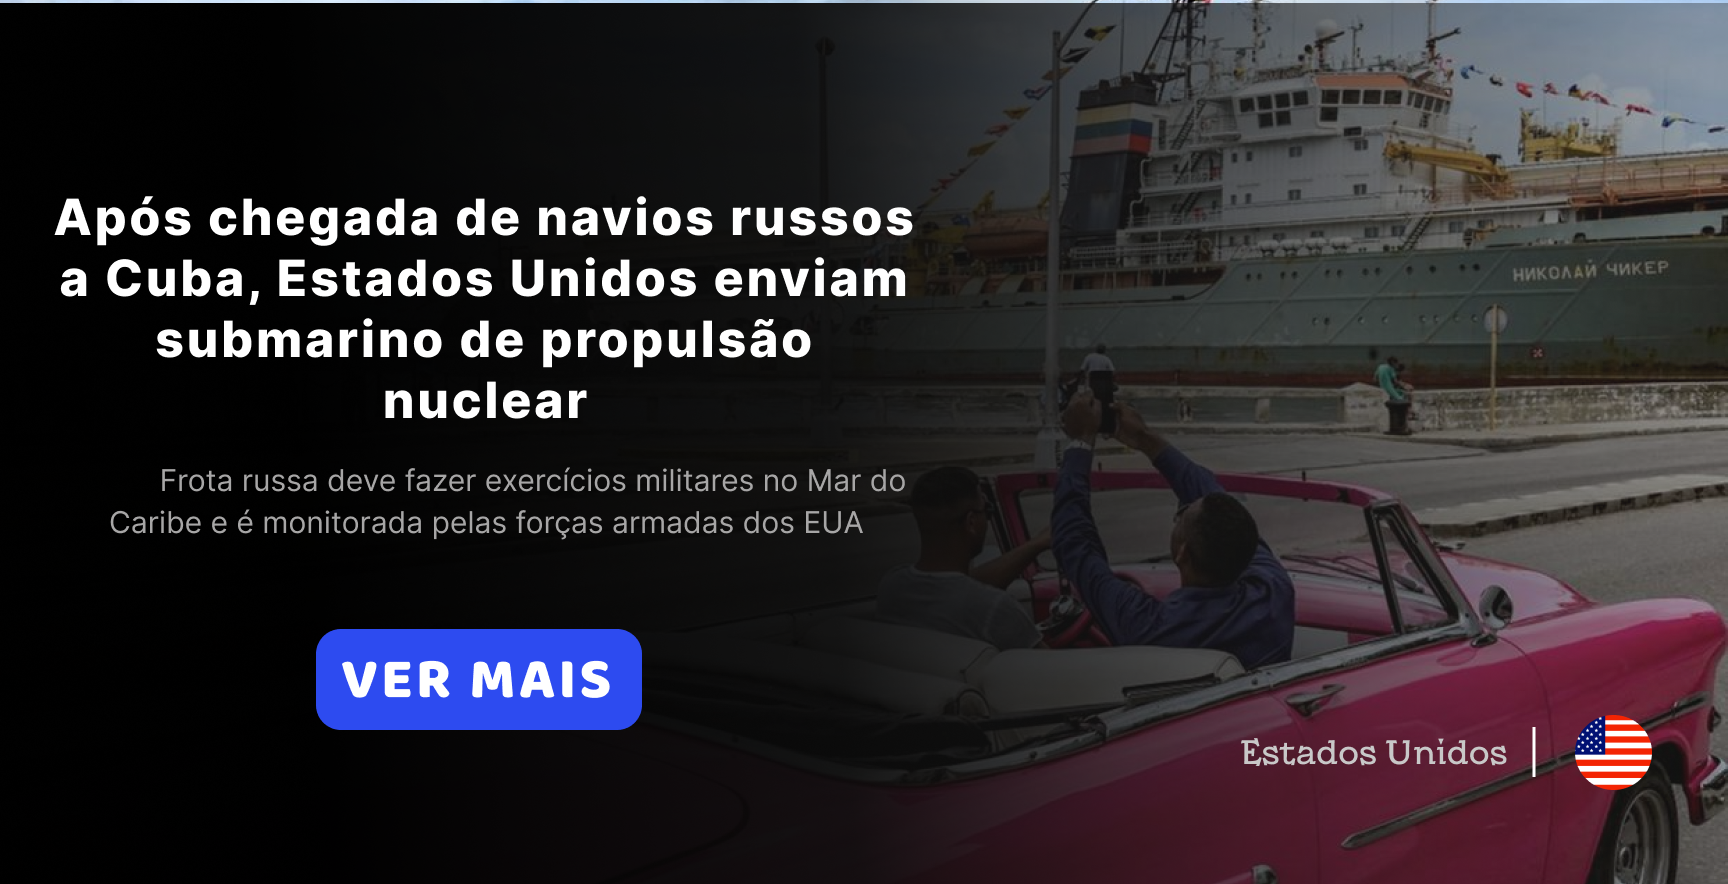 Após chegada de navios russos
a Cuba, Estados Unidos enviam
submarino de propulsão
nuclear
Frota russa deve fazer exercícios militares no Mar do
Caribe e é monitorada pelas forças armadas dos EUA
VER MAIS
НИКОЛАЙ ЧИКЕР
Estados Unidos